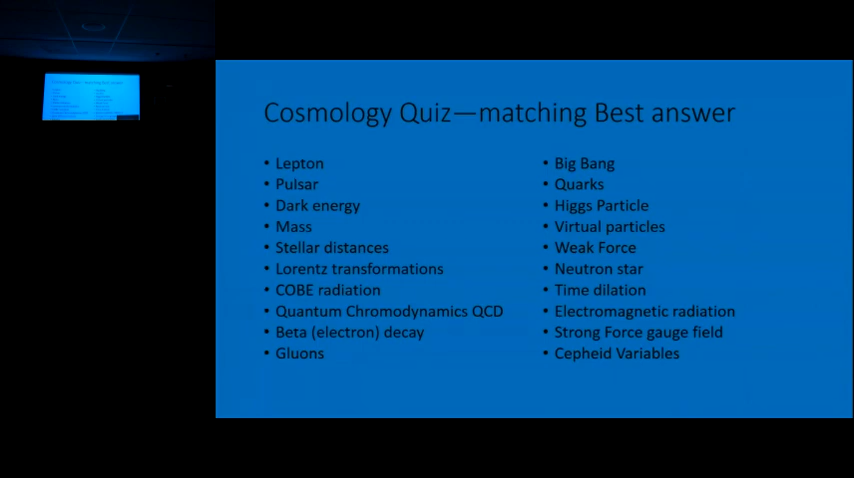 Cosmology Quiz—matching Best answer
• Lepton
• Pulsar
• Dark energy
• Mass
• Stellar distances
• Lorentz transformations
• COBE radiation
• Quantum Chromodynamics QCD
• Beta (electron) decay
• Gluons
• Big Bang
• Quarks
• Higgs Particle
• Virtual particles
• Weak Force
• Neutron star
• Time dilation
• Electromagnetic radiation
• Strong Force gauge field
• Cepheid Variables